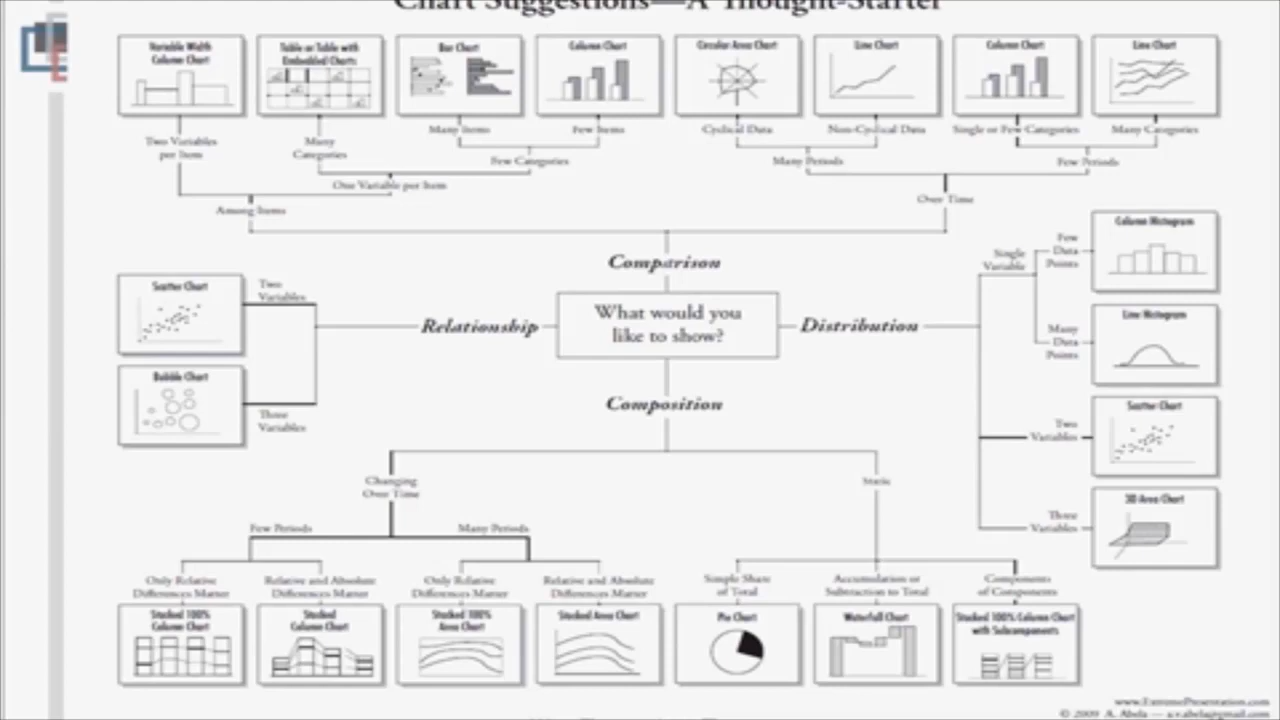 Chart Suggestions—A Thought-Starter
Variable Width
Column Chart
Table or Table with
Embedded Charts
Bar Chart
Column Chart
Circular Area Chart
Line Chart
Column Chart
Line Chart
Two Variables
per Item
Many
Categories
Many Items
Few Items
Cyclical Data
Non-Cyclical Data
Single or Few Categories
Many Categories
Few Categories
Many Periods
Few Periods
One Variable per Item
Among Items
Over Time
Comparison
What would you
like to show?
Relationship
Two
Variables
Scatter Chart
Three
Variables
Bubble Chart
Distribution
Single
Variable
Few
Data
Points
Column Histogram
Many
Data
Points
Line Histogram
Two
Variables
Scatter Chart
Three
Variables
3D Area Chart
Composition
Changing
Over Time
Static
Few Periods
Many Periods
Only Relative
Differences Matter
Relative and Absolute
Differences Matter
Only Relative
Differences Matter
Relative and Absolute
Differences Matter
Simple Share
of Total
Accumulation or
Subtraction to Total
Components
of Components
Stacked 100%
Column Chart
Stacked
Column Chart
Stacked 100%
Area Chart
Stacked Area Chart
Pie Chart
Waterfall Chart
Stacked 100% Column Chart
with Subcomponents
www.ExtremePresentation.com
© 2009 A. Abela — a.v.abela@gmail.com